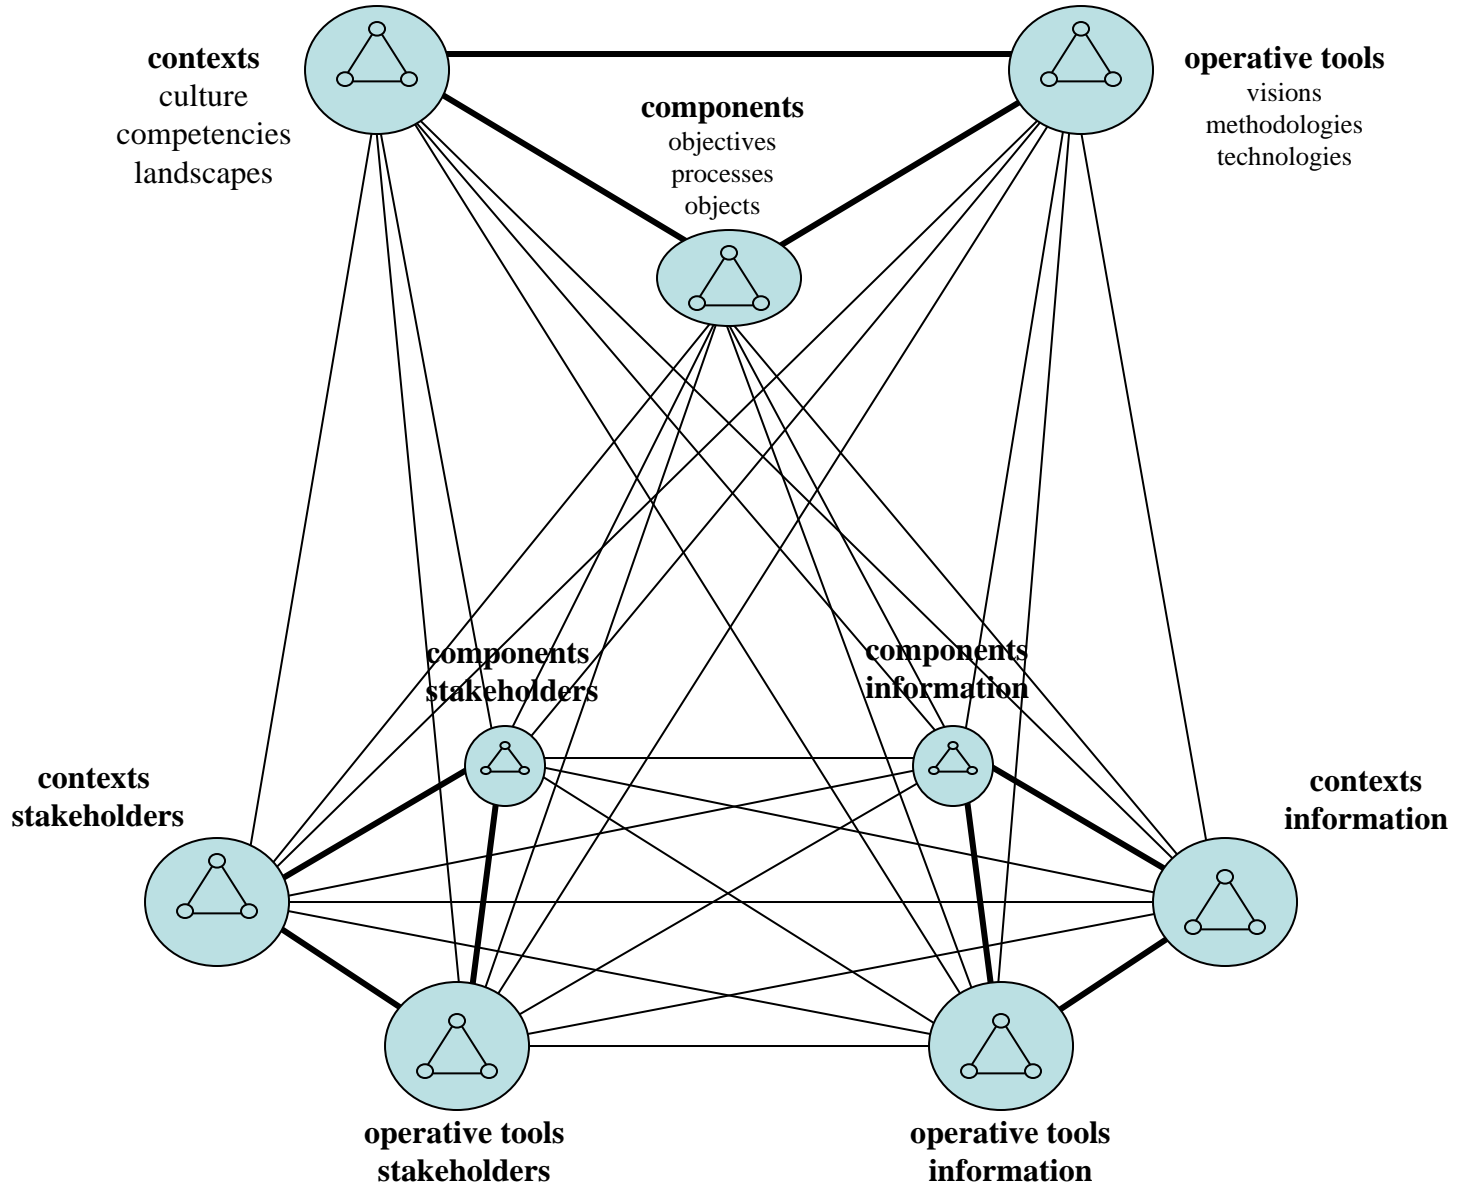 contexts
culture
competencies
landscapes
components
objectives
processes
objects
operative tools
visions
methodologies
technologies
components
stakeholders
components
information
contexts
stakeholders
contexts
information
operative tools
stakeholders
operative tools
information